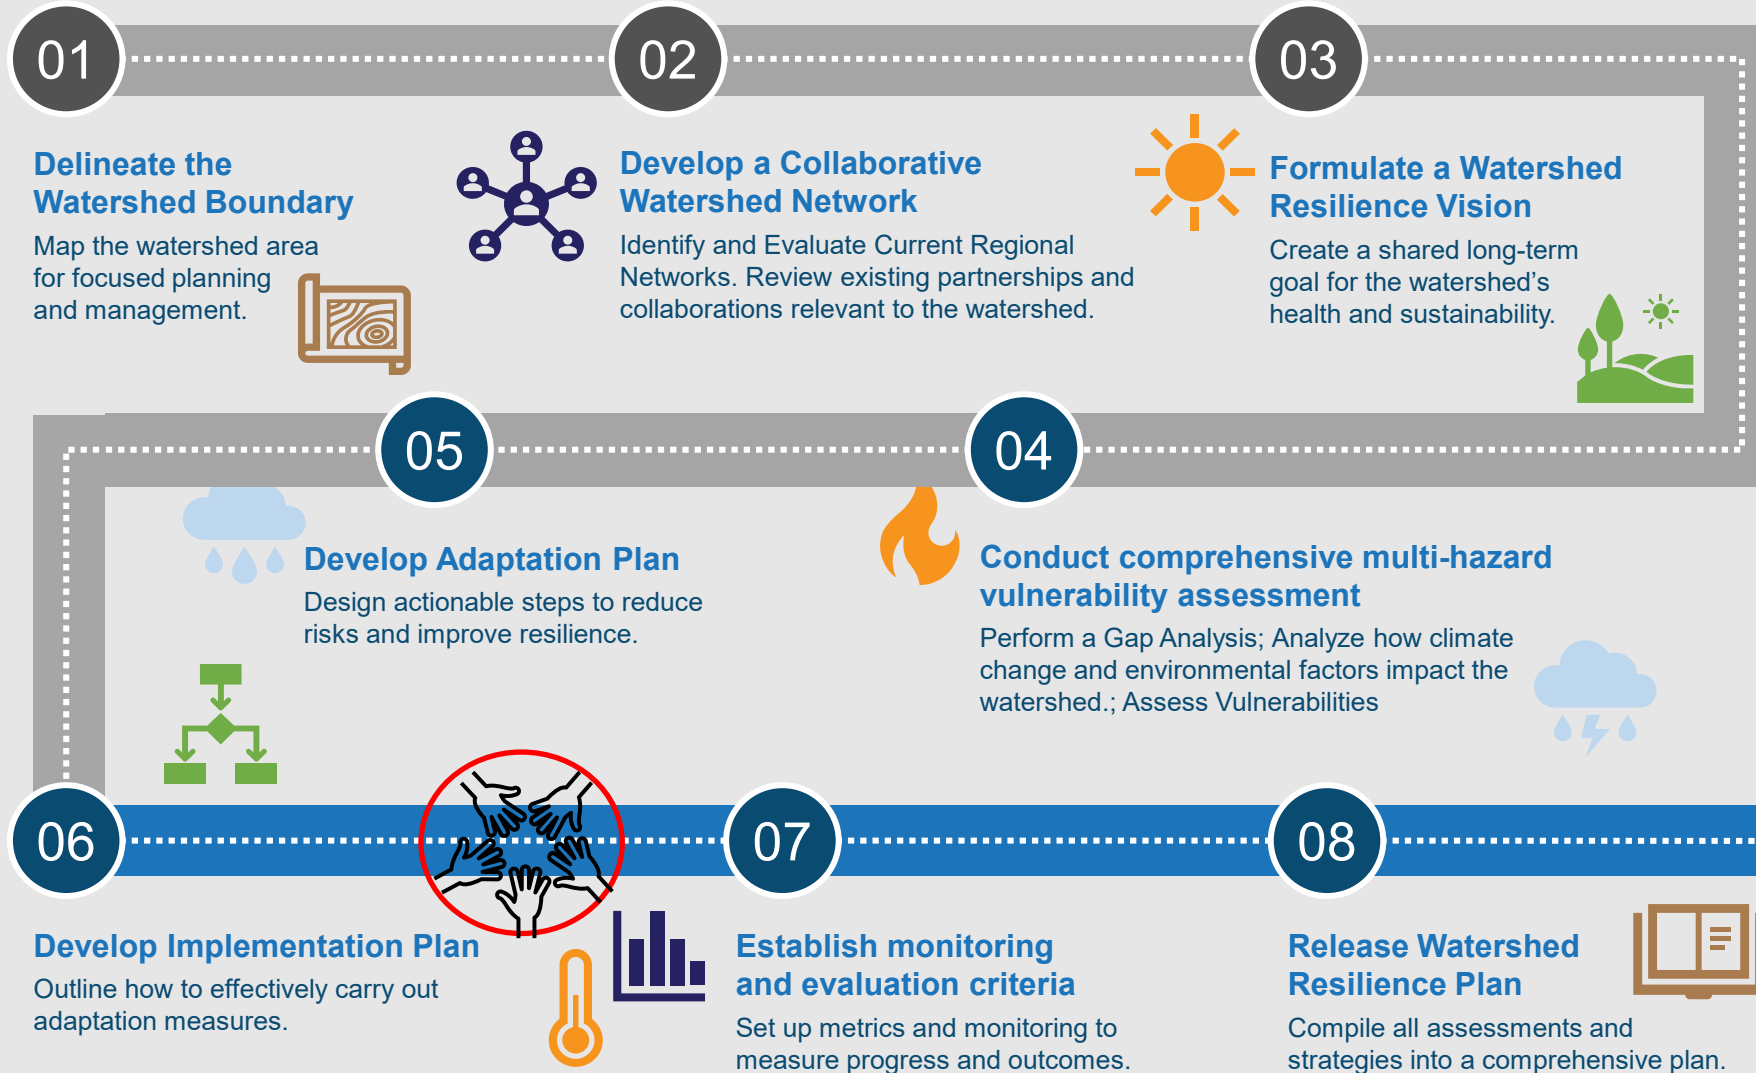 01
02
03
Delineate the
Watershed Boundary
Map the watershed area
for focused planning
and management.
Develop a Collaborative
Watershed Network
Identify and Evaluate Current Regional
Networks. Review existing partnerships and
collaborations relevant to the watershed.
Formulate a Watershed
Resilience Vision
Create a shared long-term
goal for the watershed’s
health and sustainability.
04
Conduct comprehensive multi-hazard
vulnerability assessment
Perform a Gap Analysis; Analyze how climate
change and environmental factors impact the
watershed.; Assess Vulnerabilities
05
Develop Adaptation Plan
Design actionable steps to reduce
risks and improve resilience.
06
Develop Implementation Plan
Outline how to effectively carry out
adaptation measures.
07
Establish monitoring
and evaluation criteria
Set up metrics and monitoring to
measure progress and outcomes.
08
Release Watershed
Resilience Plan
Compile all assessments and
strategies into a comprehensive plan.